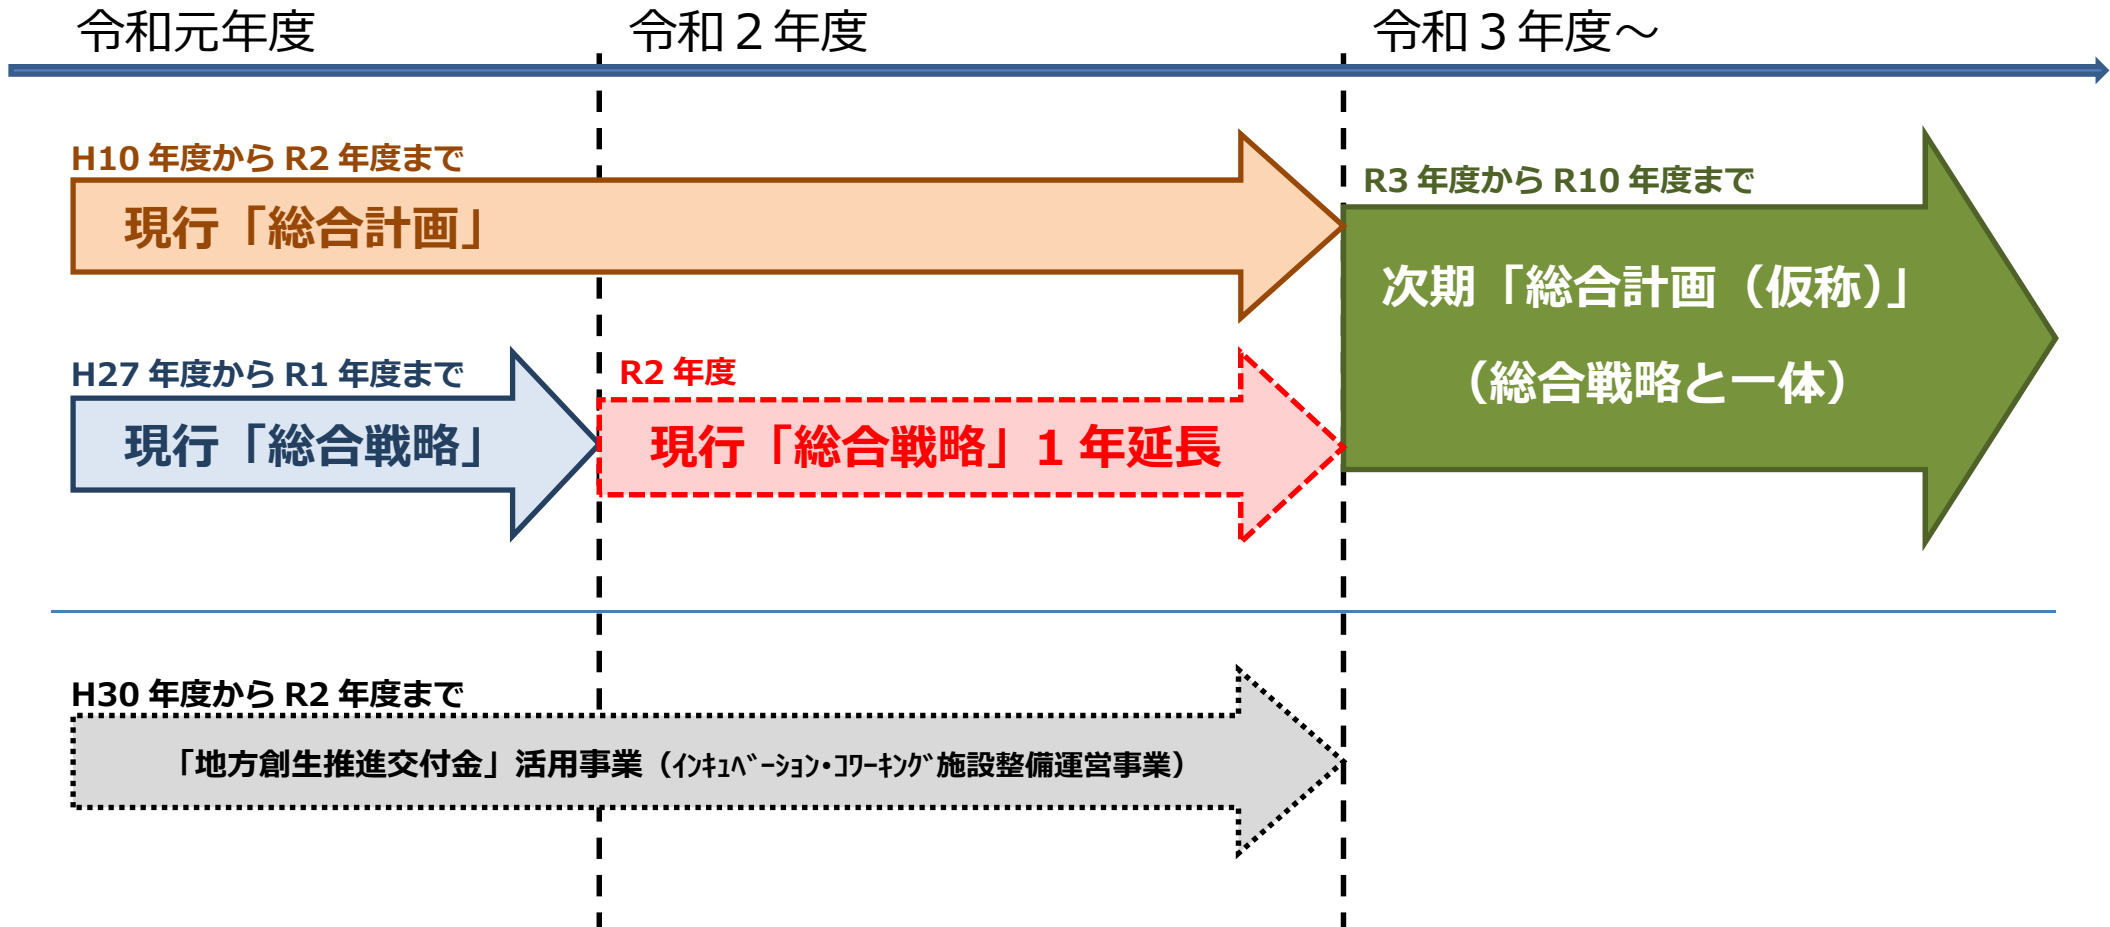 令和元年度
令和２年度
令和３年度～
H10 年度から R2 年度まで
現行「総合計画」
R3 年度から R10 年度まで
次期「総合計画（仮称）」
（総合戦略と一体）
H27 年度から R1 年度まで
現行「総合戦略」
R2 年度
現行「総合戦略」1 年延長
H30 年度から R2 年度まで
「地方創生推進交付金」活用事業（ｲﾝｷｭﾍﾞｰｼｮﾝ・ｺﾜｰｷﾝｸﾞ施設整備運営事業）